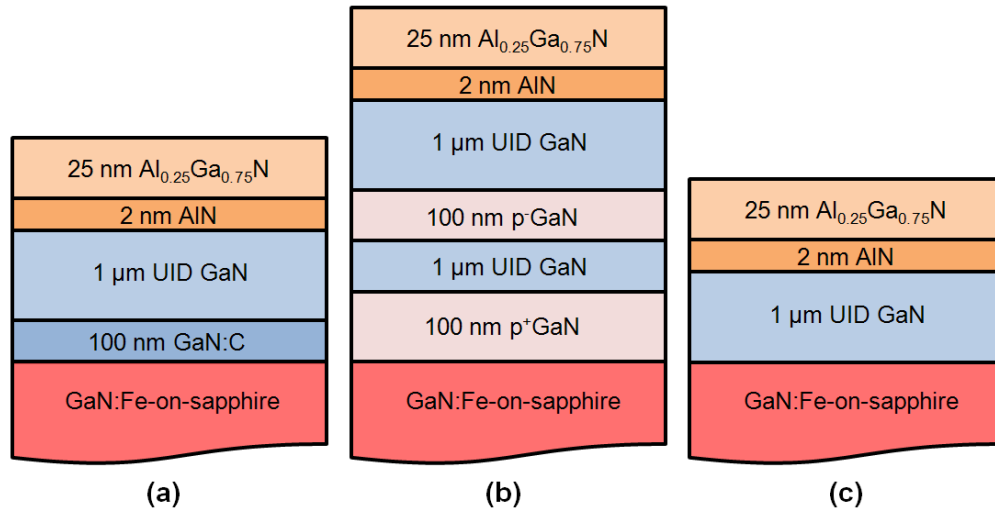 25 nm Al₀.₂₅Ga₀.₇₅N
2 nm AlN
1 µm UID GaN
100 nm GaN:C
GaN:Fe-on-sapphire
(a)
25 nm Al₀.₂₅Ga₀.₇₅N
2 nm AlN
1 µm UID GaN
100 nm p⁻GaN
1 µm UID GaN
100 nm p⁺GaN
GaN:Fe-on-sapphire
(b)
25 nm Al₀.₂₅Ga₀.₇₅N
2 nm AlN
1 µm UID GaN
GaN:Fe-on-sapphire
(c)